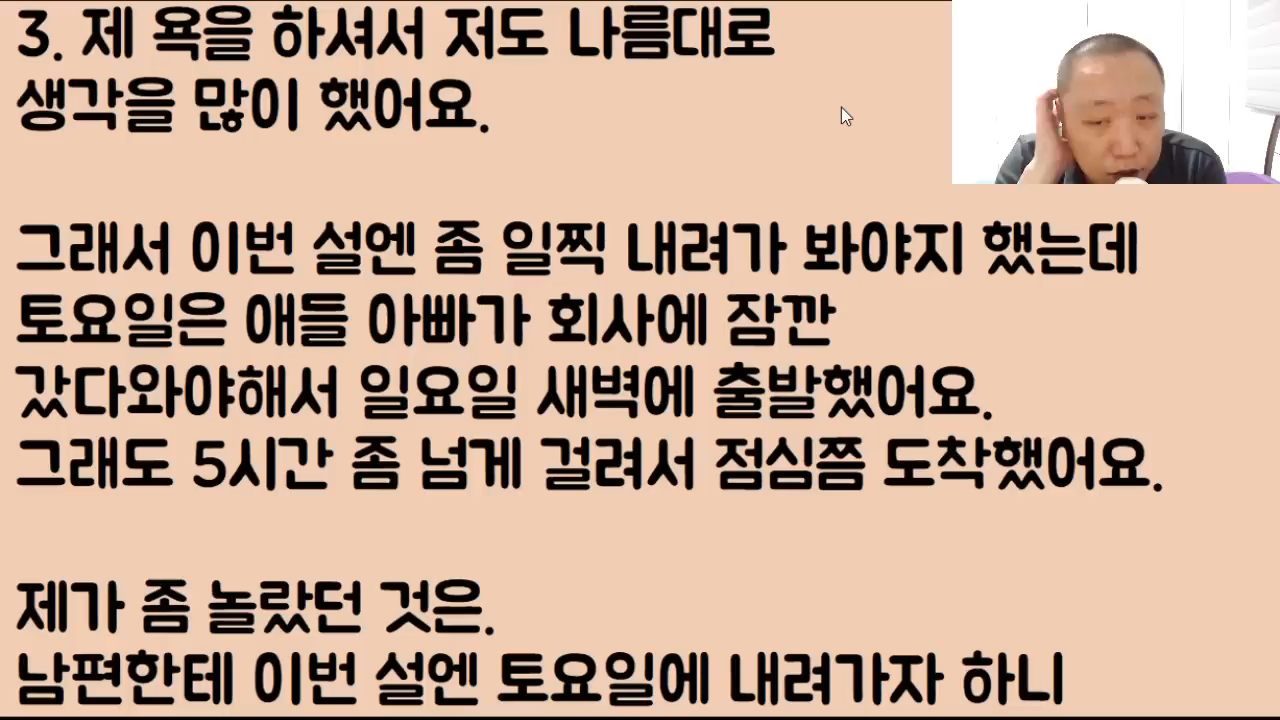 3. 제 욕을 하셔서 저도 나름대로
생각을 많이 했어요.
그래서 이번 설엔 좀 일찍 내려가 봐야지 했는데
토요일은 애들 아빠가 회사에 잠깐
갔다와야해서 일요일 새벽에 출발했어요.
그래도 5시간 좀 넘게 걸려서 점심쯤 도착했어요.
제가 좀 놀랐던 것은.
남편한테 이번 설엔 토요일에 내려가자 하니